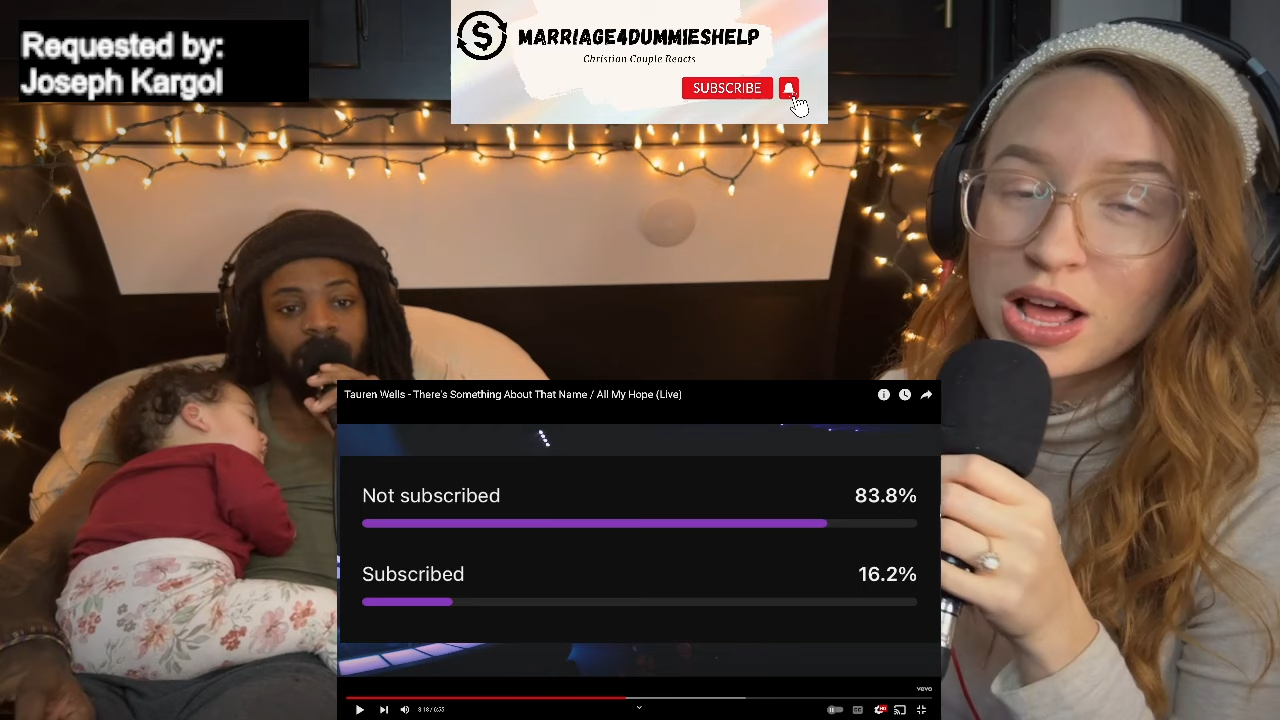 Requested by:
Joseph Kargol
MARRIAGE4DUMMIESHELP
Christian Couple Reacts
SUBSCRIBE
Tauren Wells - There's Something About That Name / All My Hope (Live)
Not subscribed 83.8%
Subscribed 16.2%
vevo